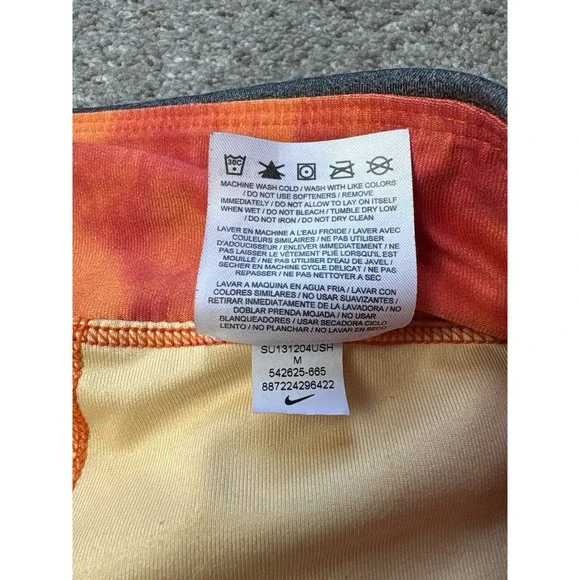 30C
MACHINE WASH COLD / WASH WITH LIKE COLORS
/ DO NOT USE SOFTENERS / REMOVE
IMMEDIATELY / DO NOT ALLOW TO LAY ON ITSELF
WHEN WET / DO NOT BLEACH / TUMBLE DRY LOW
/ DO NOT IRON / DO NOT DRY CLEAN
LAVER EN MACHINE A L'EAU FROIDE / AVEC
COULEURS SIMILAIRES / NE PAS UTILISER
D'ADOUCISSEUR / ENLEVER IMMÉDIATEMENT / NE
PAS LAISSER LE VÊTEMENT PLIÉ LORSQU'IL EST
MOUILLÉ / NE PAS UTILISER D'EAU DE JAVEL /
SECHER EN MACHINE CYCLE DELICAT / NE PAS
REPASSER / NE PAS NETTOYER A SEC
LAVAR A MAQUINA EN AGUA FRIA / LAVAR CON
COLORES SIMILARES / NO USAR SUAVIZANTES /
RETIRAR INMEDIATAMENTE DE LA LAVADORA / NO
DOBLAR PRENDA MOJADA / NO USAR
BLANQUEADORES / USAR SECADORA CICLO
LENTO / NO PLANCHAR / NO LAVAR EN SECO
SU131204USH
M
542625-665
887224296422